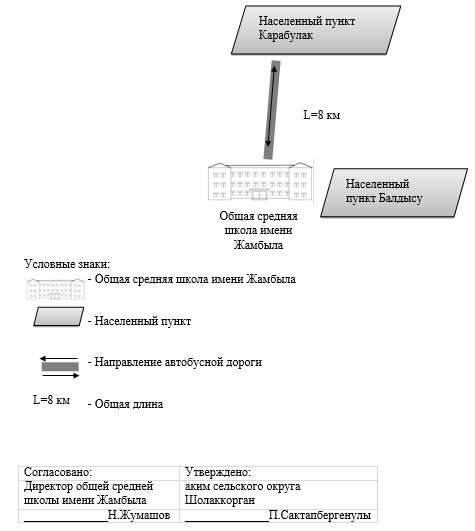 Населенный пункт
Карабулак
L=8 км
Населенный
пункт Балдысу
Общая средняя
школа имени
Жамбыла
Условные знаки:
- Общая средняя школа имени Жамбыла
- Населенный пункт
- Направление автобусной дороги
L=8 км
- Общая длина
Согласовано:
Утверждено:
Директор общей средней
школы имени Жамбыла
______________Н.Жумашов
аким сельского округа
Шолаккорган
______________П.Сактапбергенулы